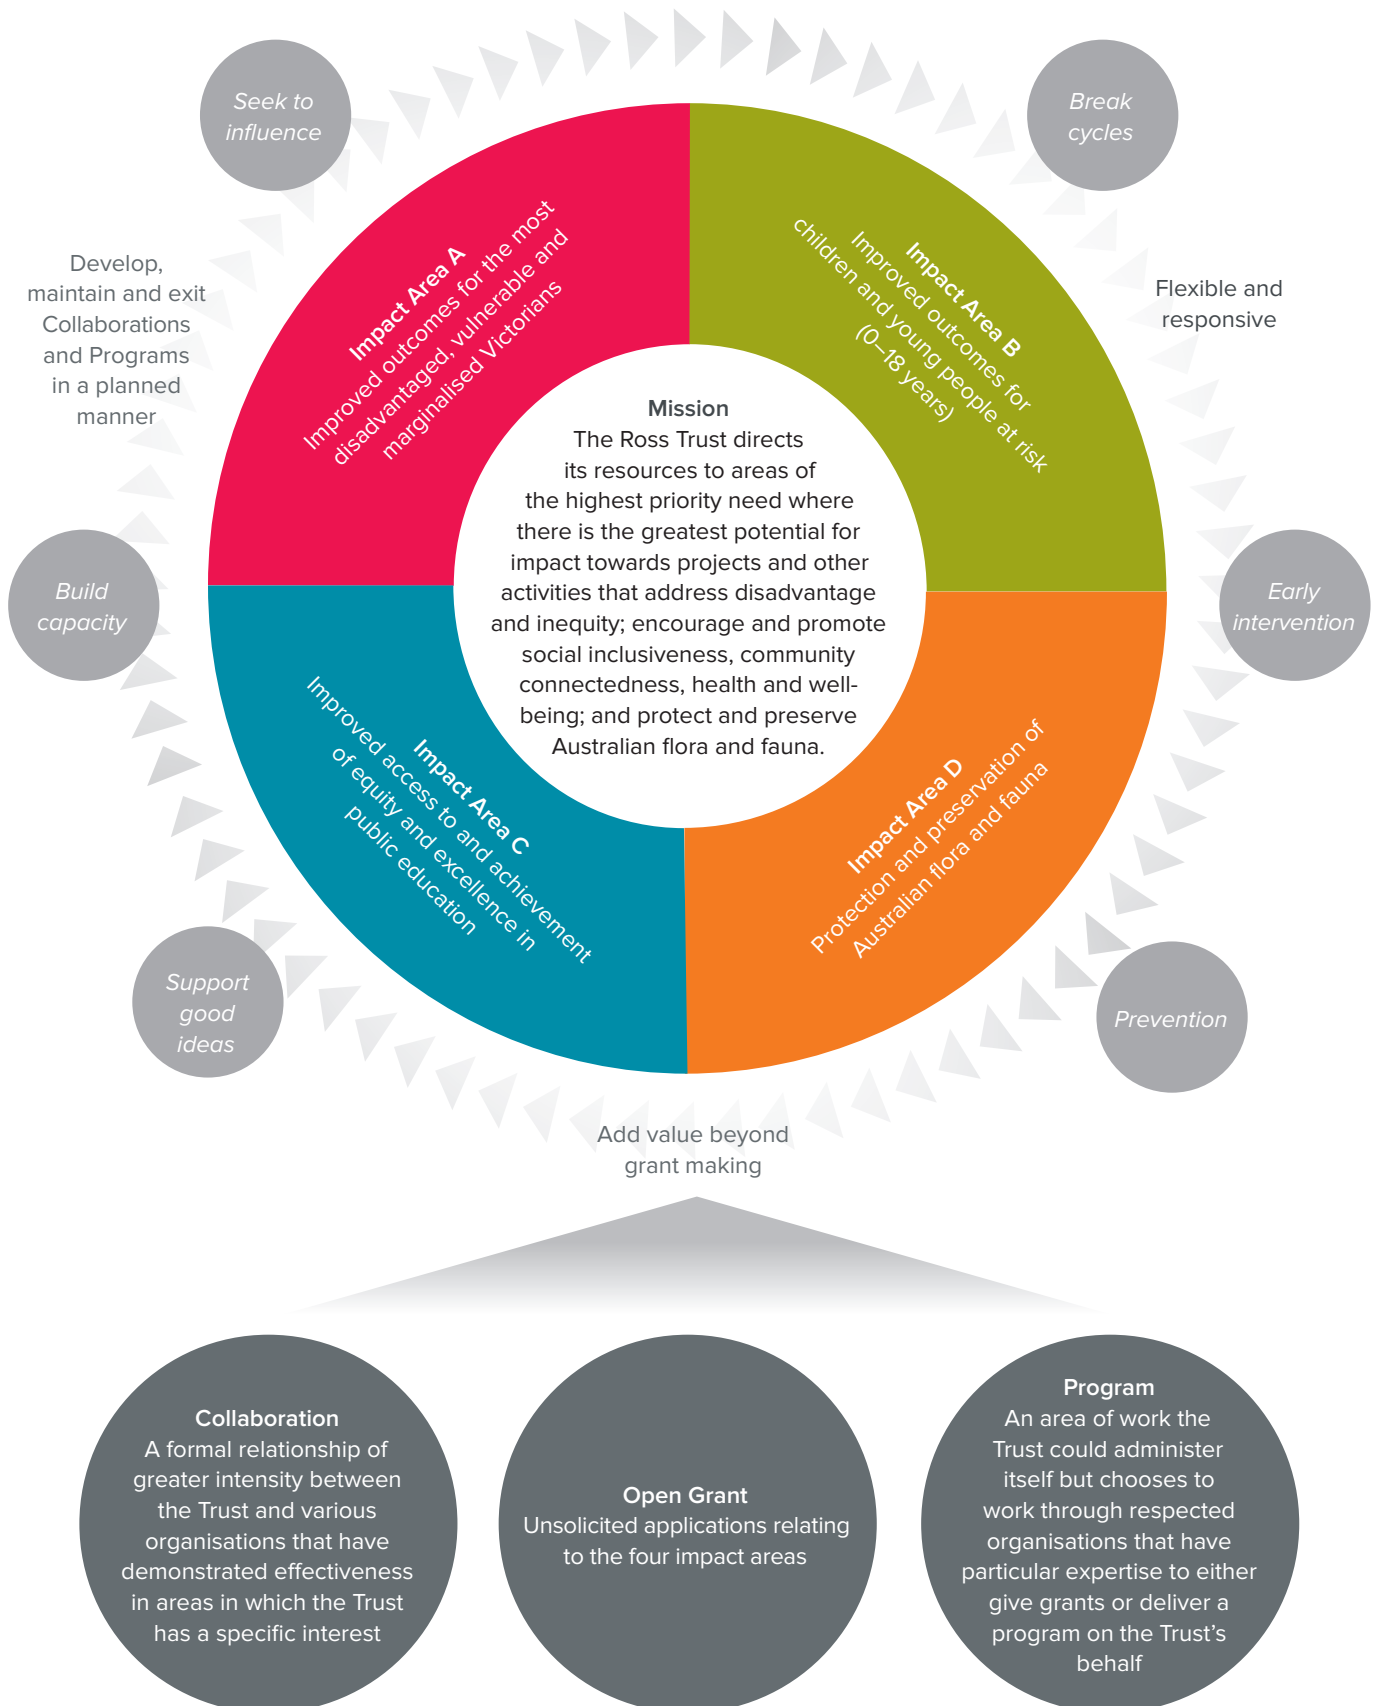 Seek to
influence
Break
cycles
Develop,
maintain and exit
Collaborations
and Programs
in a planned
manner
Flexible and
responsive
Impact Area A
Improved outcomes for the most
disadvantaged, vulnerable and
marginalised Victorians
Impact Area B
Improved outcomes for
children and young people at risk
(0–18 years)
Mission
The Ross Trust directs
its resources to areas of
the highest priority need where
there is the greatest potential for
impact towards projects and other
activities that address disadvantage
and inequity; encourage and promote
social inclusiveness, community
connectedness, health and well-
being; and protect and preserve
Australian flora and fauna.
Build
capacity
Early
intervention
Impact Area C
Improved access to and achievement
of equity and excellence in
public education
Impact Area D
Protection and preservation of
Australian flora and fauna
Support
good
ideas
Prevention
Add value beyond
grant making
Collaboration
A formal relationship of
greater intensity between
the Trust and various
organisations that have
demonstrated effectiveness
in areas in which the Trust
has a specific interest
Open Grant
Unsolicited applications relating
to the four impact areas
Program
An area of work the
Trust could administer
itself but chooses to
work through respected
organisations that have
particular expertise to either
give grants or deliver a
program on the Trust's
behalf